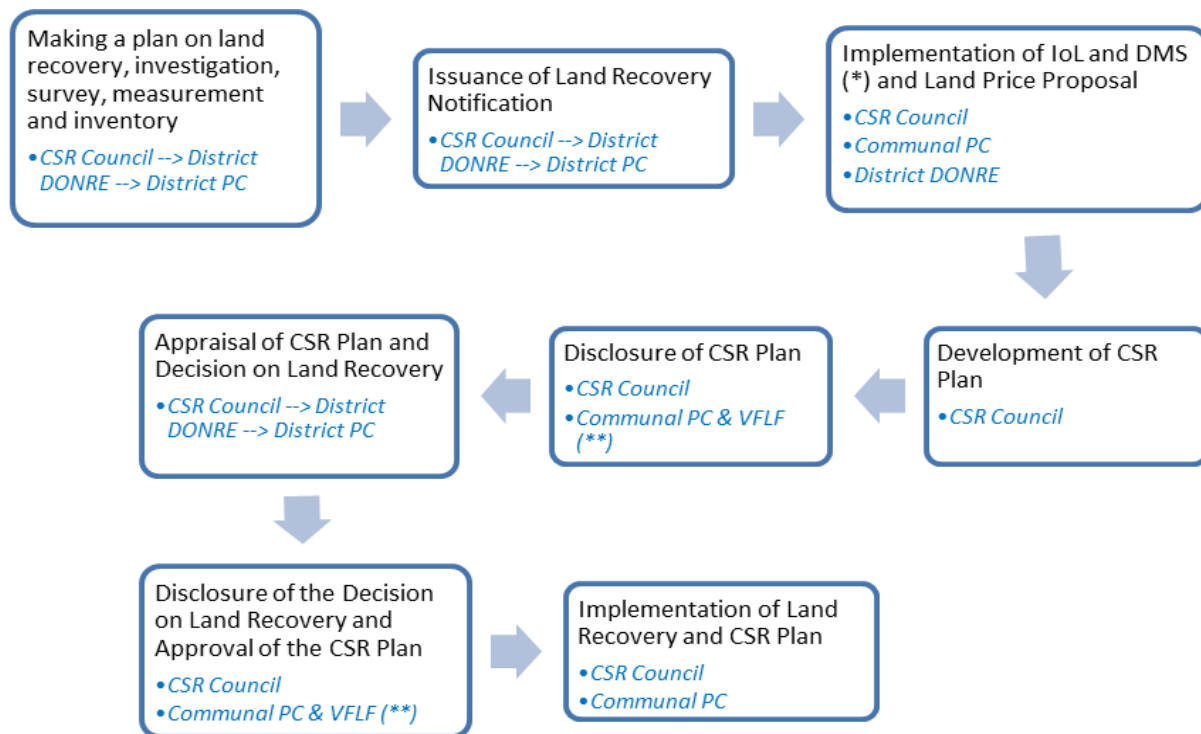 Making a plan on land
recovery, investigation,
survey, measurement
and inventory
•CSR Council --> District
DONRE --> District PC
Issuance of Land Recovery
Notification
•CSR Council --> District
DONRE --> District PC
Implementation of IoL and DMS
(*) and Land Price Proposal
•CSR Council
•Communal PC
•District DONRE
Development of CSR
Plan
•CSR Council
Disclosure of CSR Plan
•CSR Council
•Communal PC & VFLF
(**)
Appraisal of CSR Plan and
Decision on Land Recovery
•CSR Council --> District
DONRE --> District PC
Disclosure of the Decision
on Land Recovery and
Approval of the CSR Plan
•CSR Council
•Communal PC & VFLF (**)
Implementation of Land
Recovery and CSR Plan
•CSR Council
•Communal PC